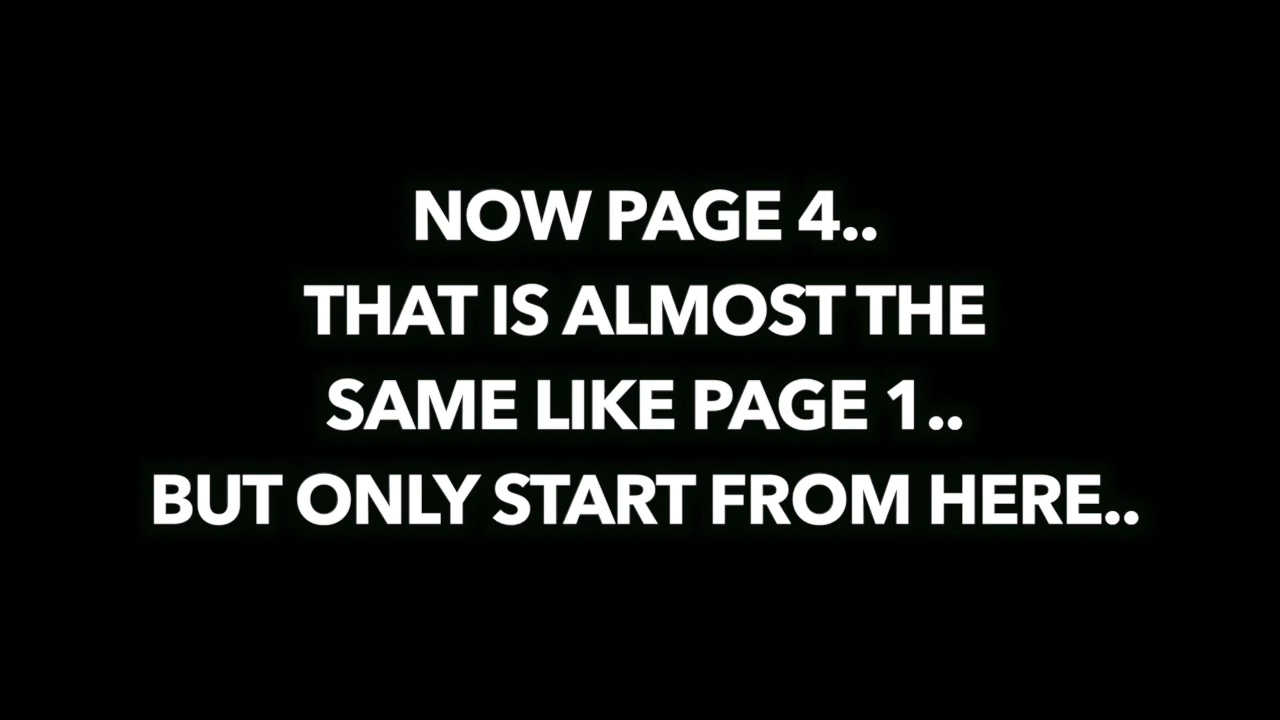 NOW PAGE 4..
THAT IS ALMOST THE
SAME LIKE PAGE 1..
BUT ONLY START FROM HERE..